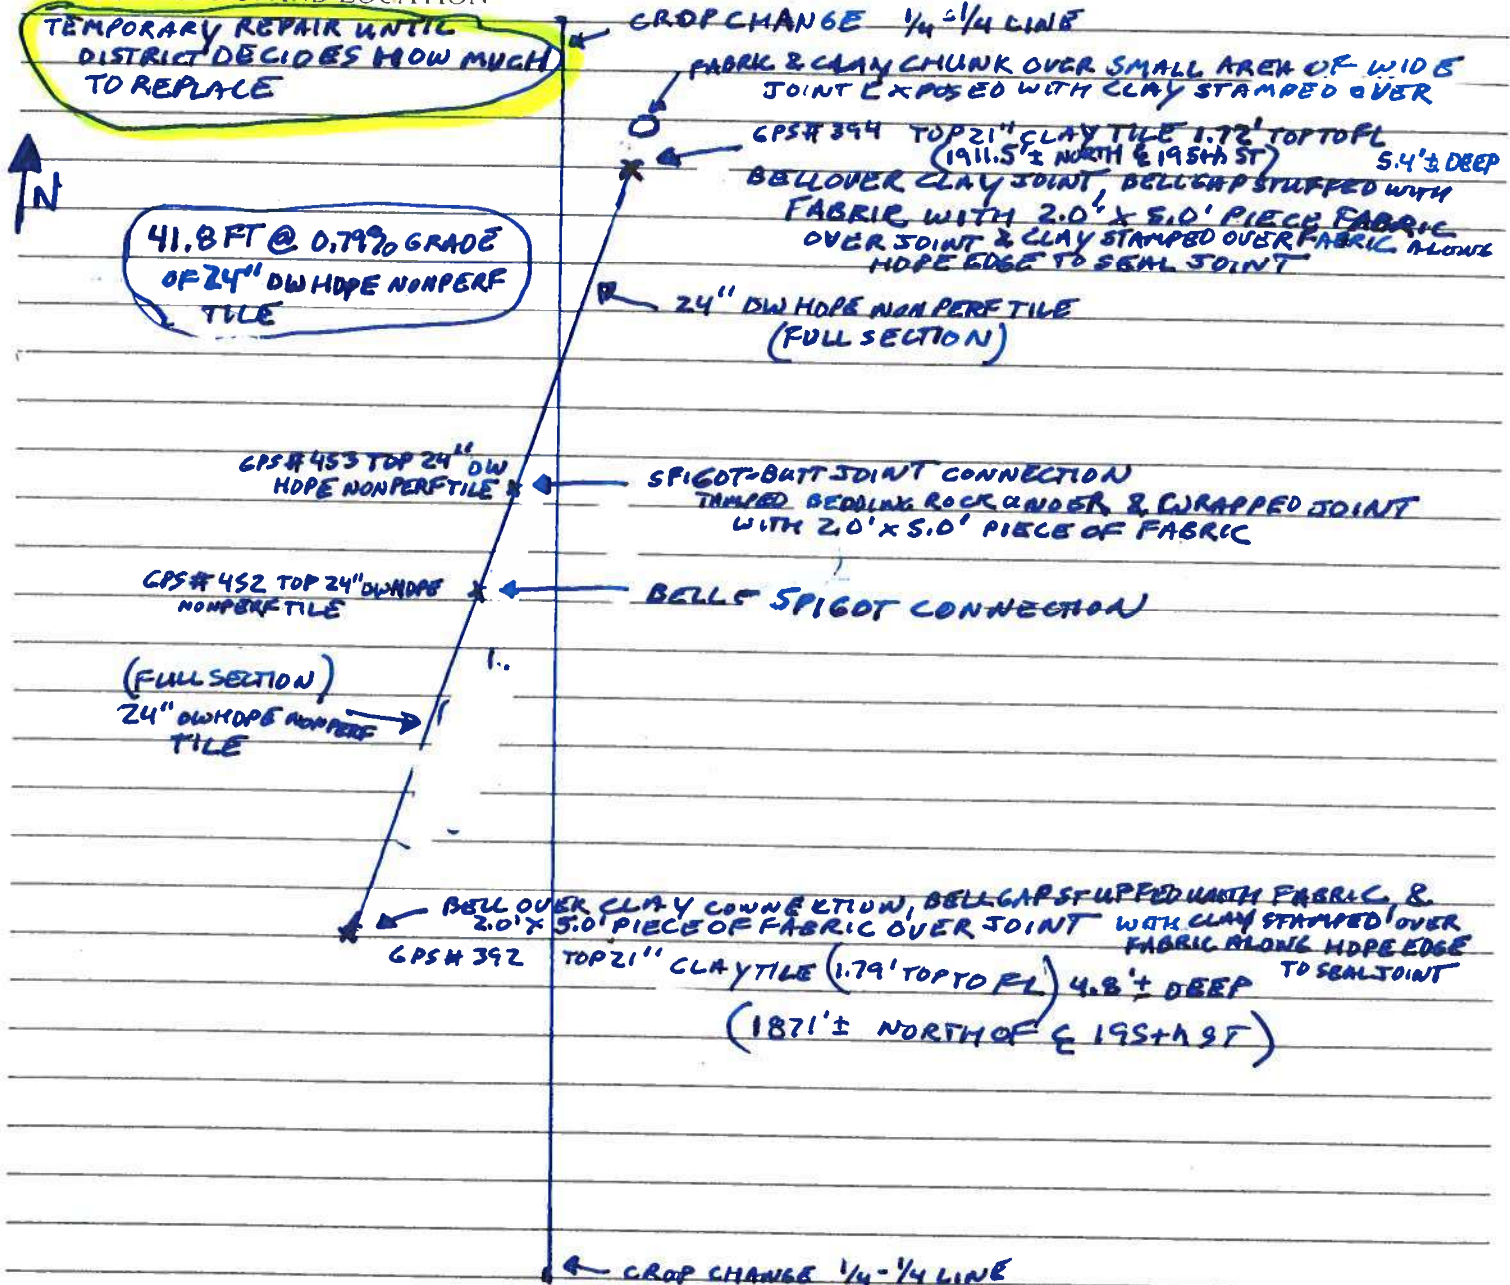 AND LOCATION
TEMPORARY REPAIR UNTIL
DISTRICT DECIDES HOW MUCH
TO REPLACE
CROP CHANGE 1/4-1/4 LINE
FABRIC & CLAY CHUNK OVER SMALL AREA OF WIDE
JOINT EXPOSED WITH CLAY STAMPED OVER
GPS# 394 TOP 21" CLAY TILE 1.72' TOP TO FL
(1911.5'± NORTH ℄ 195th ST) 5.4'± DEEP
BELL OVER CLAY JOINT, BELL GAP STUFFED WITH
FABRIR WITH 2.0' X 5.0' PIECE FABRIC
OVER JOINT & CLAY STAMPED OVER FABRIC ALONG
HDPE EDGE TO SEAL JOINT
N
41.8 FT @ 0.79% GRADE
OF 24" DW HDPE NONPERF
TILE
24" DW HDPE NONPERF TILE
(FULL SECTION)
GPS# 453 TOP 24" DW
HDPE NONPERF TILE
SPIGOT-BUTT JOINT CONNECTION
TAMPED BEDDING ROCK UNDER & WRAPPED JOINT
WITH 2.0' X 5.0' PIECE OF FABRIC
GPS# 452 TOP 24" DW HDPE
NONPERF TILE
BELL- SPIGOT CONNECTION
(FULL SECTION)
24" DW HDPE NONPERF
TILE
BELL OVER CLAY CONNECTION, BELL GAP STUFFED WITH FABRIC, &
2.0' X 5.0' PIECE OF FABRIC OVER JOINT WITH CLAY STAMPED OVER
FABRIC ALONG HDPE EDGE
TO SEAL JOINT
GPS# 392 TOP 21" CLAY TILE (1.79' TOP TO FL) 4.8'± DEEP
(1871'± NORTH OF ℄ 195th ST)
CROP CHANGE 1/4-1/4 LINE